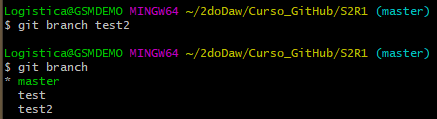 Logistica@GSMDEMO MINGW64 ~/2doDaw/Curso_GitHub/S2R1 (master)
$ git branch test2
Logistica@GSMDEMO MINGW64 ~/2doDaw/Curso_GitHub/S2R1 (master)
$ git branch
* master
test
test2